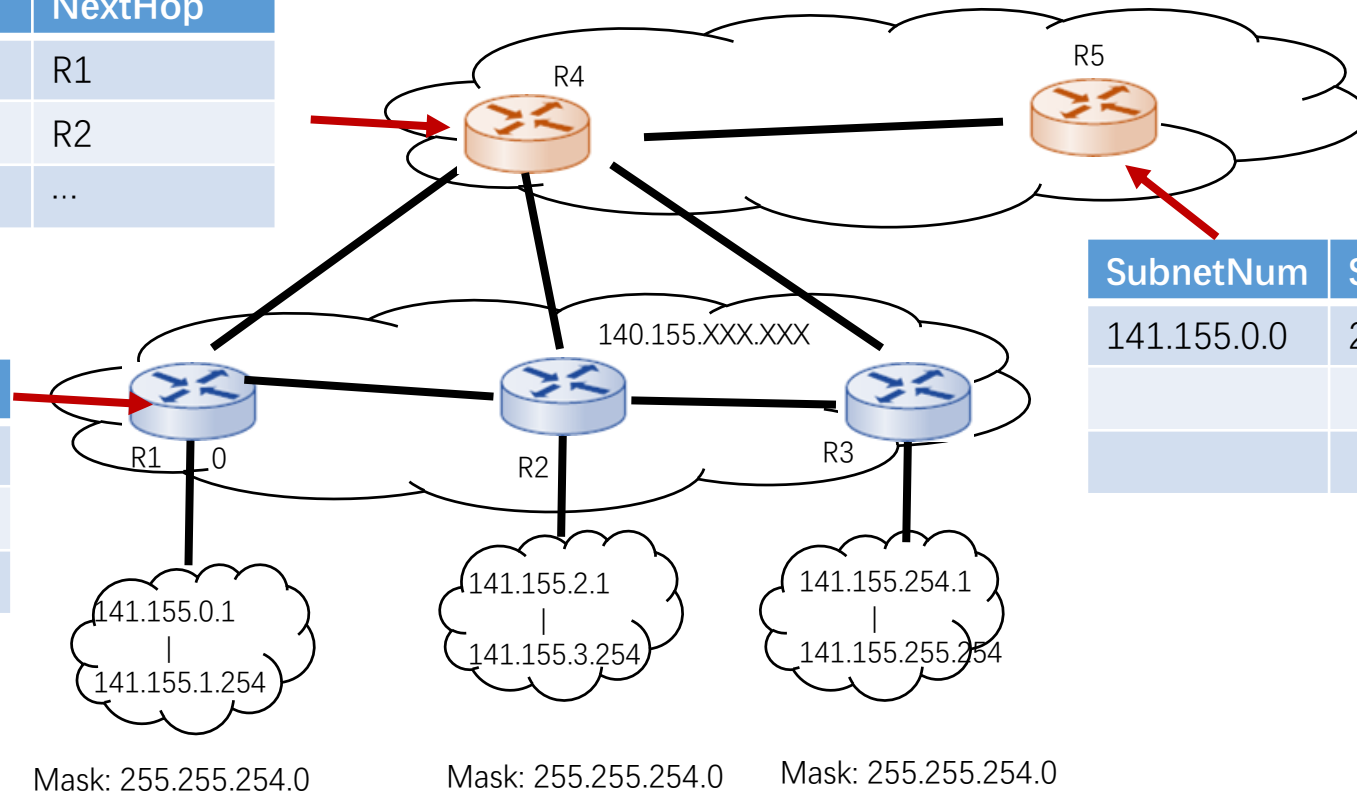 NextHop
R1
R2
...
R4
R5
SubnetNum
141.155.0.0
140.155.XXX.XXX
R1
0
R2
R3
141.155.0.1
|
141.155.1.254
141.155.2.1
|
141.155.3.254
141.155.254.1
|
141.155.255.254
Mask: 255.255.254.0
Mask: 255.255.254.0
Mask: 255.255.254.0